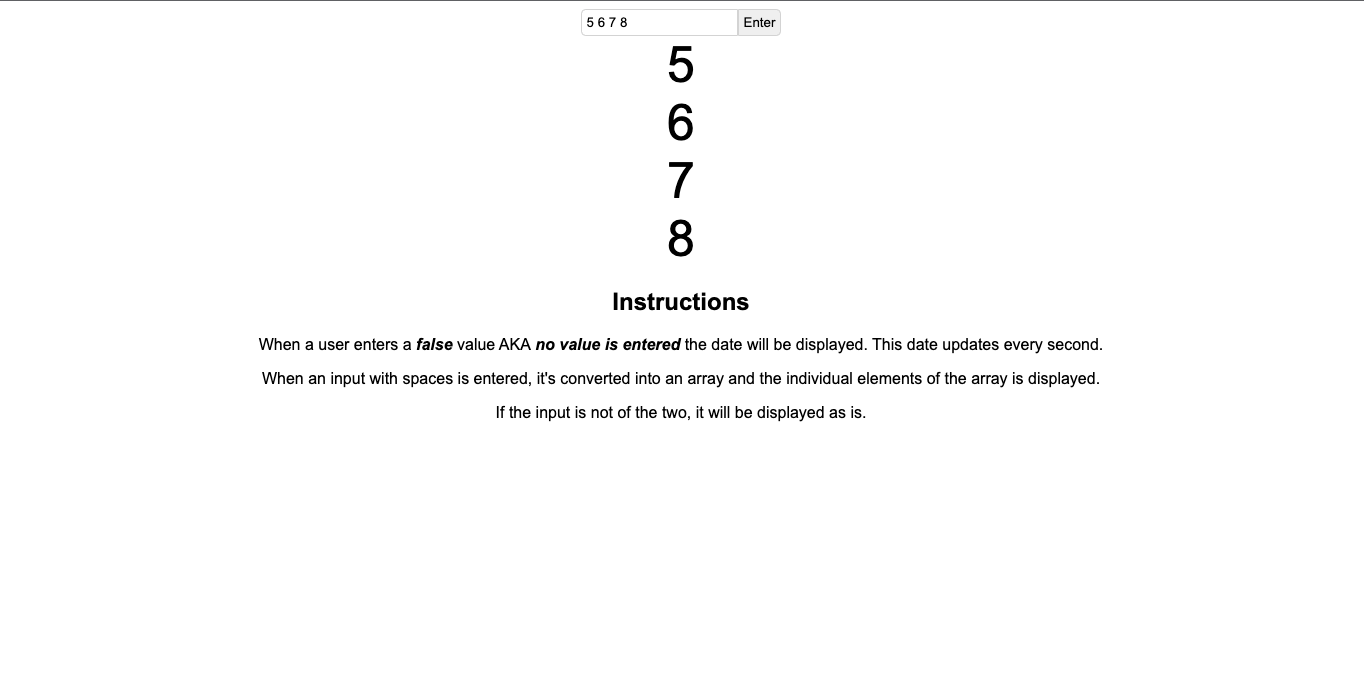 5 6 7 8 Enter
5
6
7
8
Instructions
When a user enters a false value AKA no value is entered the date will be displayed. This date updates every second.
When an input with spaces is entered, it's converted into an array and the individual elements of the array is displayed.
If the input is not of the two, it will be displayed as is.